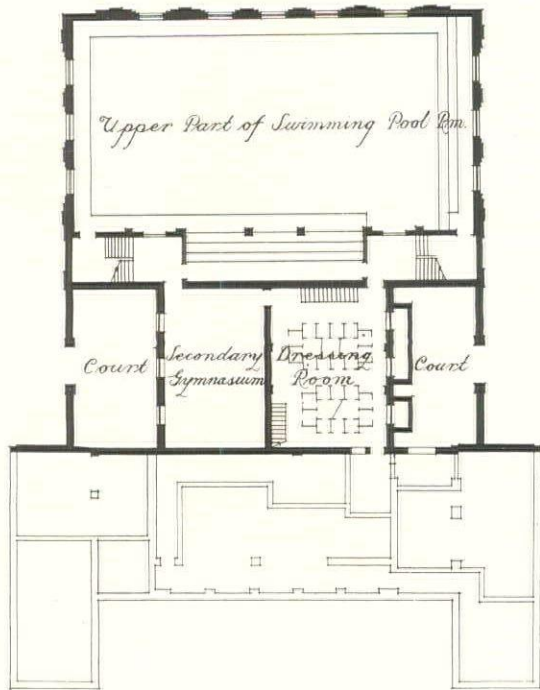 Upper Part of Swimming Pool Rm.
Court
Secondary
Gymnasium
Dressing
Room
Court